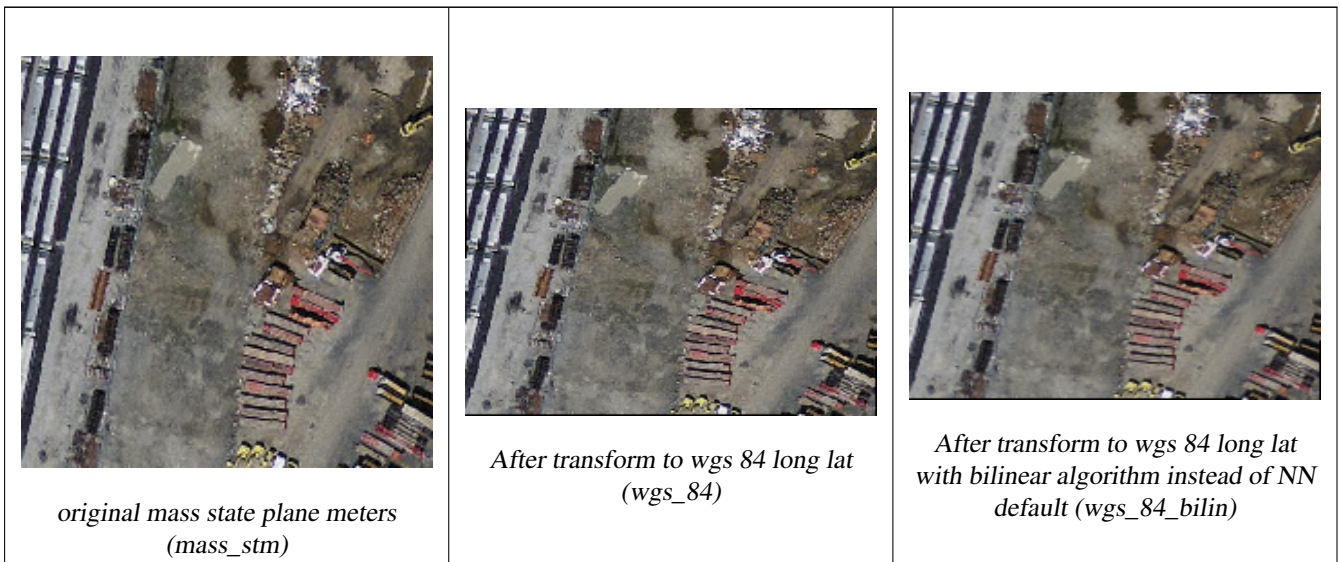 original mass state plane meters
(mass_stm)
After transform to wgs 84 long lat
(wgs_84)
After transform to wgs 84 long lat
with bilinear algorithm instead of NN
default (wgs_84_bilin)